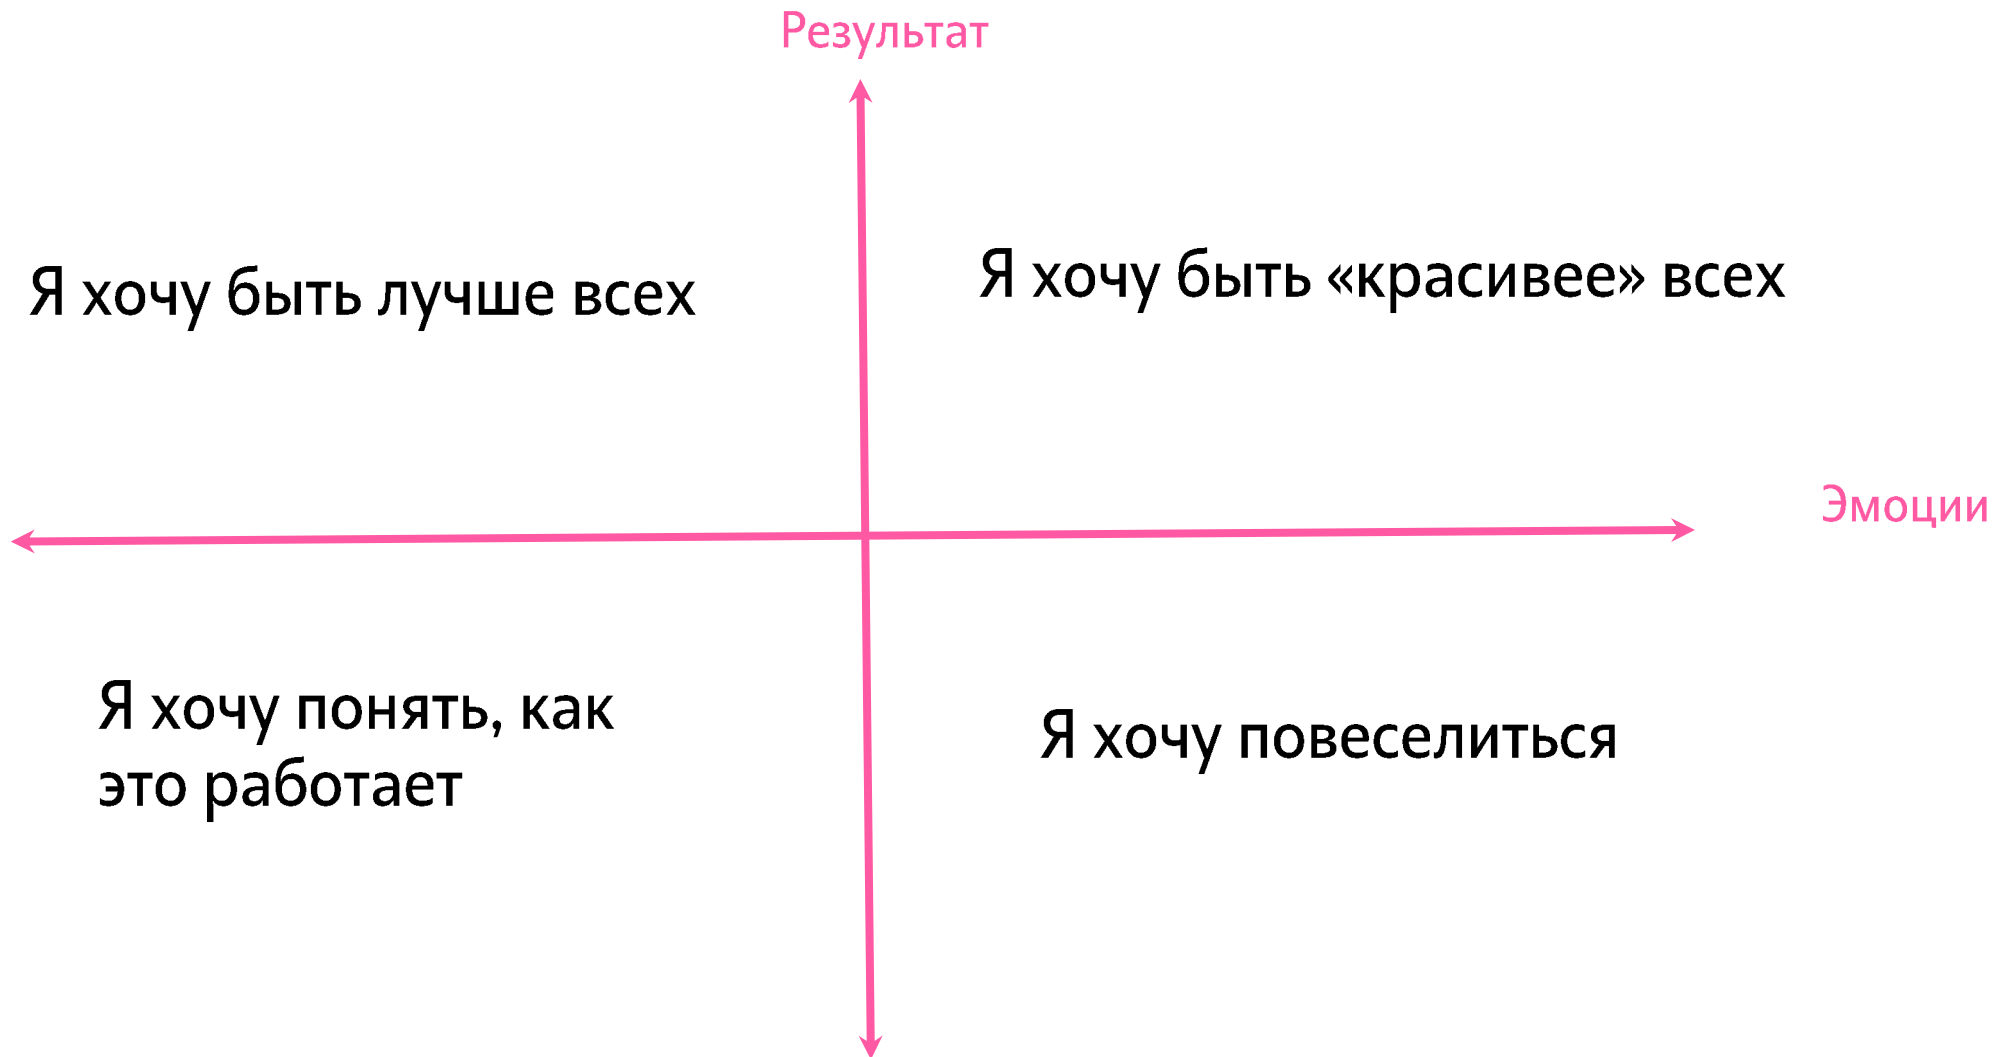 Результат
Я хочу быть лучше всех
Я хочу быть «красивее» всех
Эмоции
Я хочу понять, как
это работает
Я хочу повеселиться